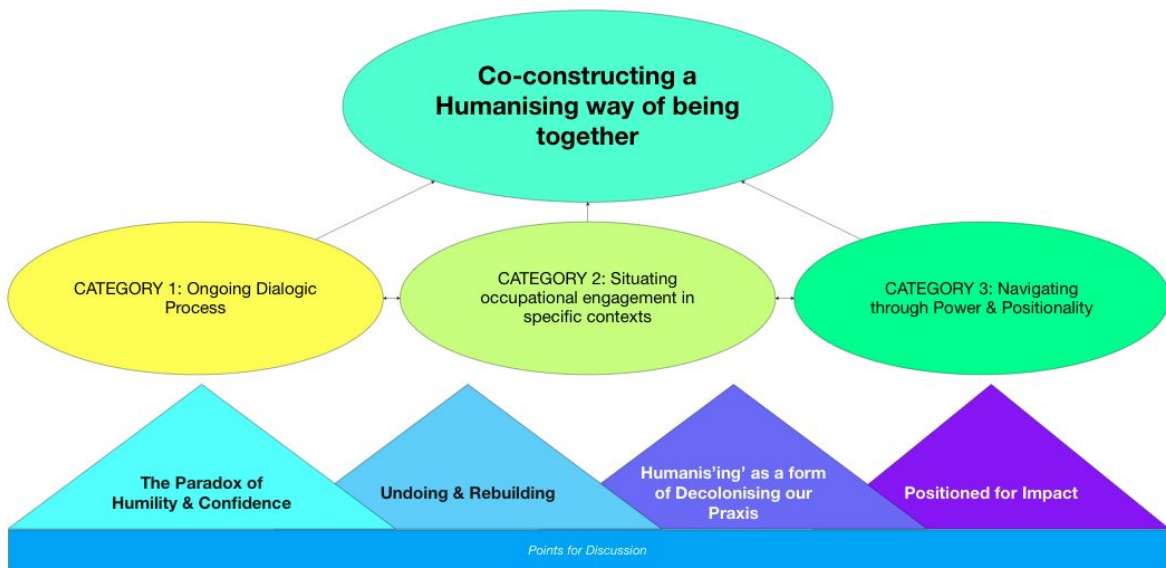 Co-constructing a
Humanising way of being
together
CATEGORY 1: Ongoing Dialogic
Process
CATEGORY 2: Situating
occupational engagement in
specific contexts
CATEGORY 3: Navigating
through Power & Positionality
The Paradox of
Humility & Confidence
Undoing & Rebuilding
Humanis'ing' as a form
of Decolonising our
Praxis
Positioned for Impact
Points for Discussion